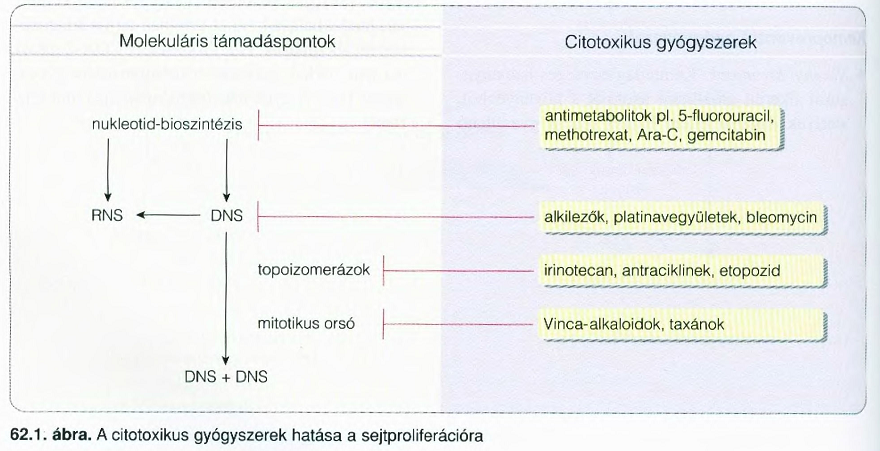 Molekuláris támadáspontok
Citotoxikus gyógyszerek
nukleotid-bioszintézis
antimetabolitok pl. 5-fluorouracil,
methotrexat, Ara-C, gemcitabin
RNS
DNS
alkilezők, platinavegyületek, bleomycin
topoizomerázok
irinotecan, antraciklinek, etopozid
mitotikus orsó
Vinca-alkaloidok, taxánok
DNS + DNS
62.1. ábra. A citotoxikus gyógyszerek hatása a sejtproliferációra